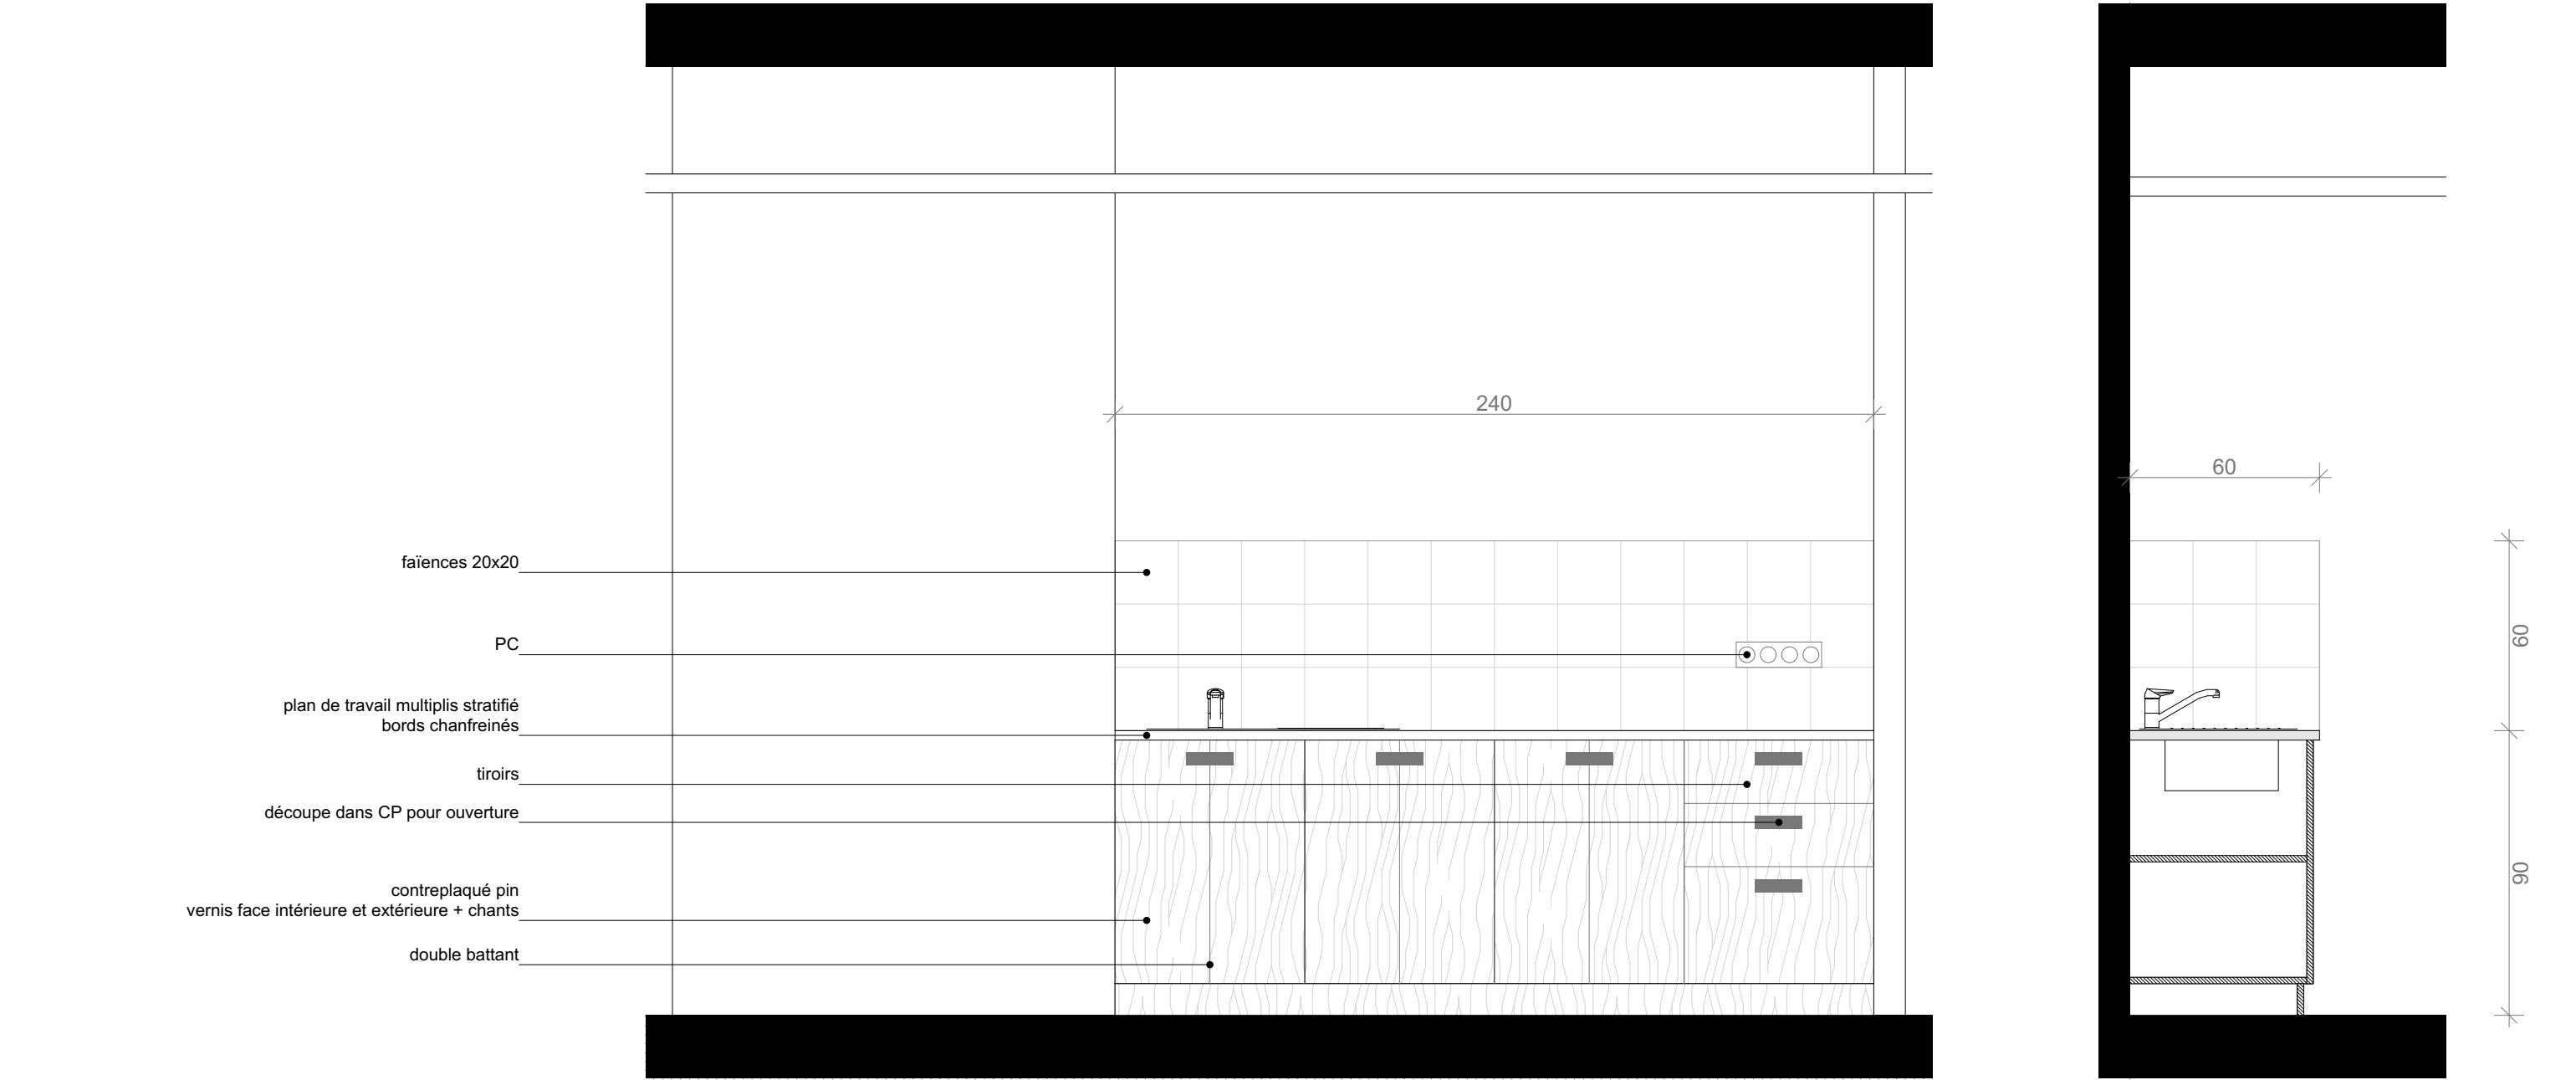 240
60
faïences 20x20
60
PC
plan de travail multiplis stratifié
bords chanfreinés
tiroirs
découpe dans CP pour ouverture
90
contreplaqué pin
vernis face intérieure et extérieure + chants
double battant